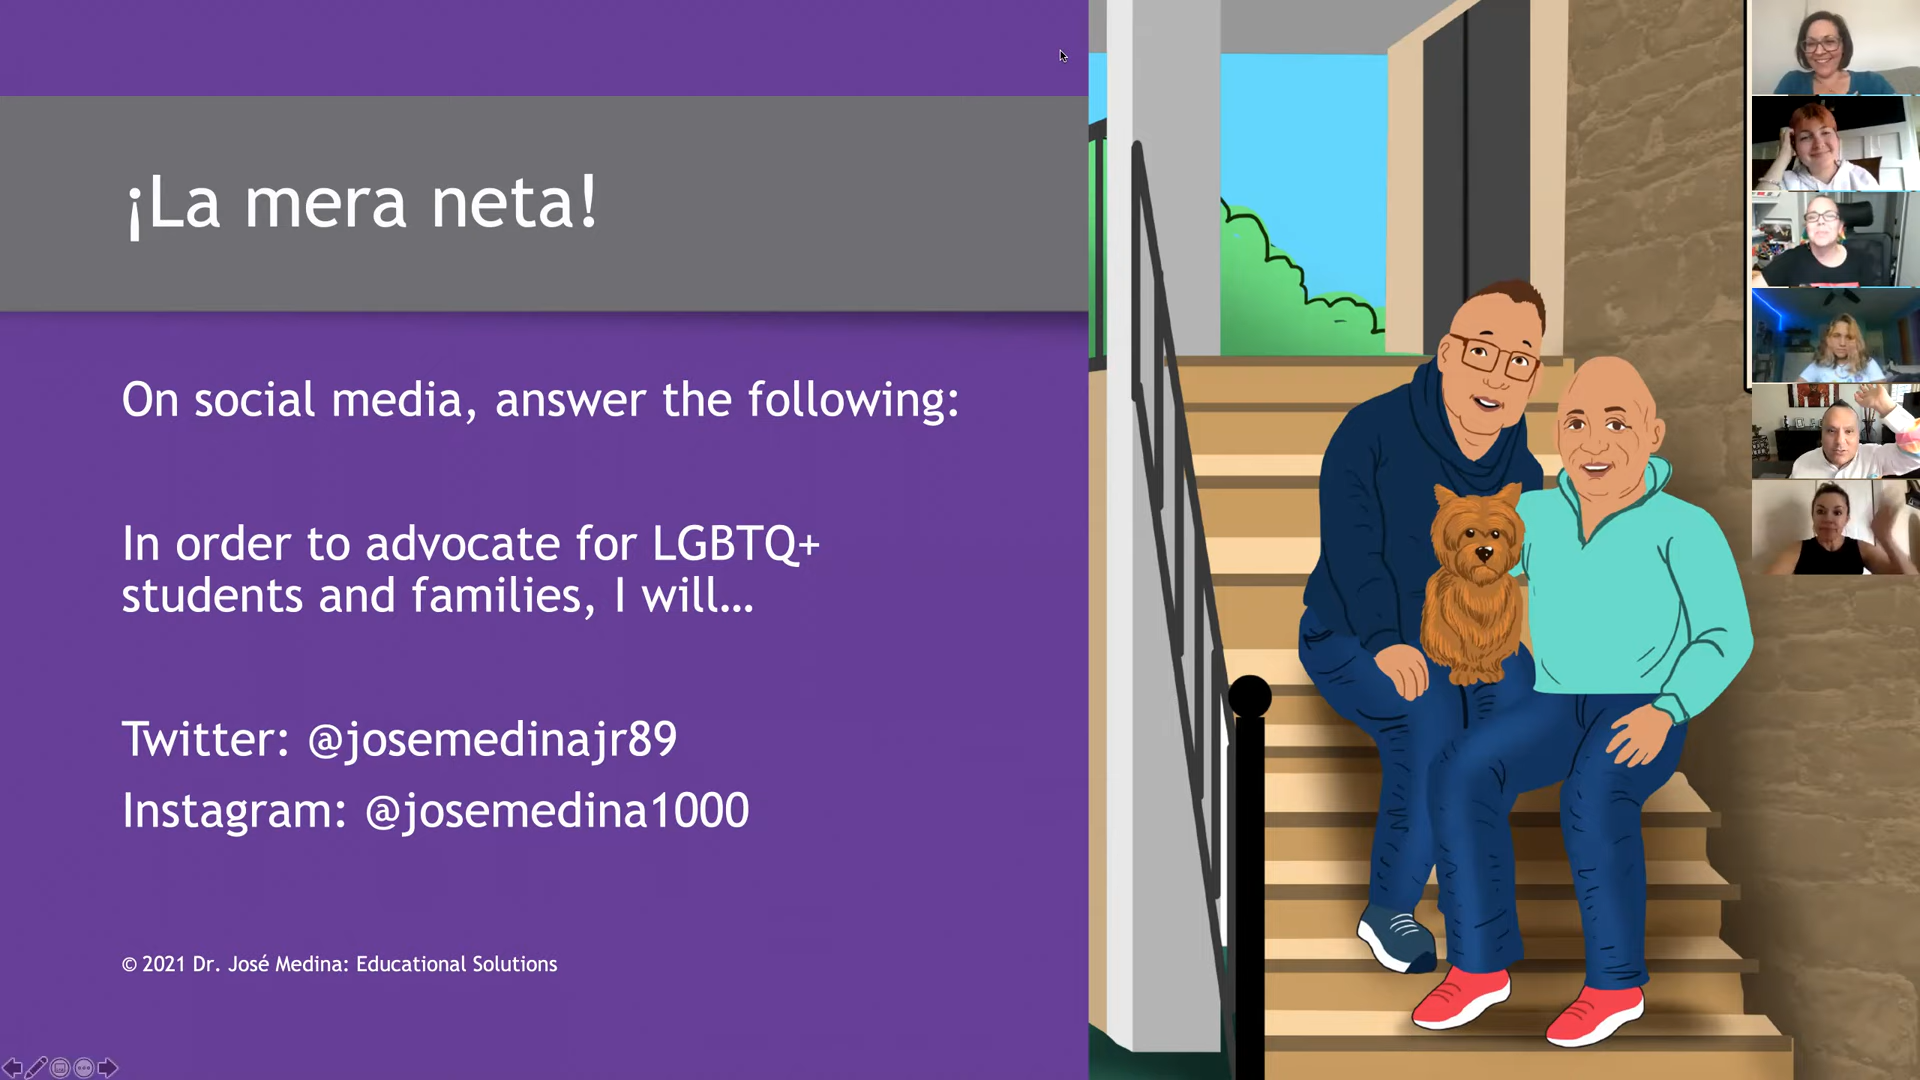 ¡La mera neta!
On social media, answer the following:
In order to advocate for LGBTQ+
students and families, I will...
Twitter: @josemedinajr89
Instagram: @josemedina1000
© 2021 Dr. José Medina: Educational Solutions